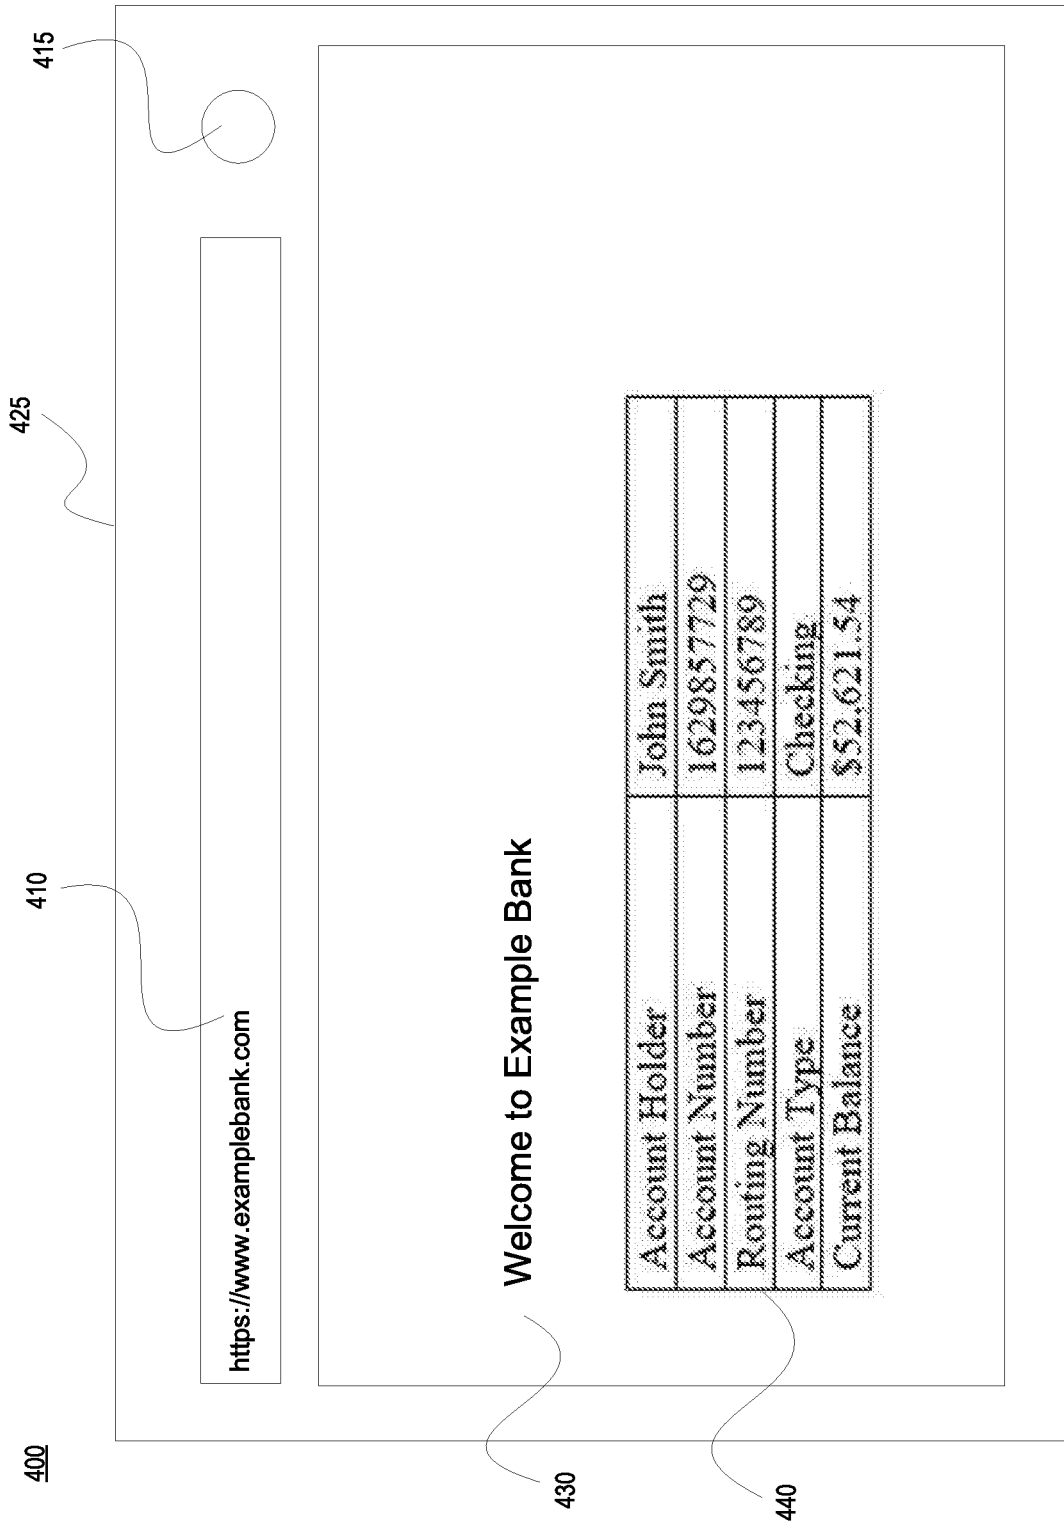 400
425
410
415
https://www.examplebank.com
430
Welcome to Example Bank
440
Account Holder John Smith
Account Number 1629857729
Routing Number 123456789
Account Type Checking
Current Balance $52,621.54